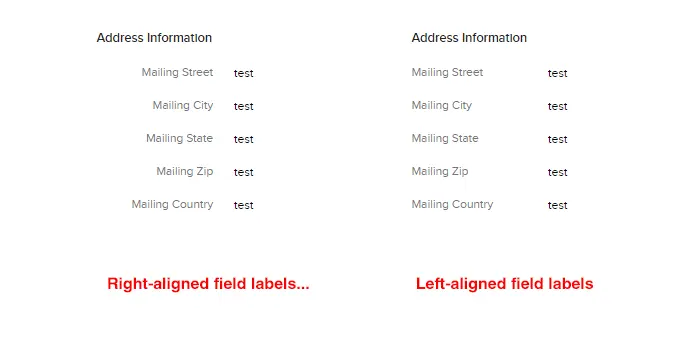 Address Information
Mailing Street test
Mailing City test
Mailing State test
Mailing Zip test
Mailing Country test
Right-aligned field labels...
Address Information
Mailing Street test
Mailing City test
Mailing State test
Mailing Zip test
Mailing Country test
Left-aligned field labels